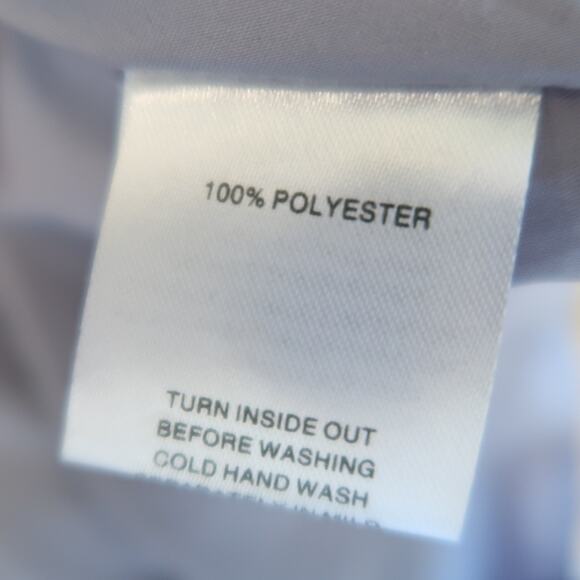 100% POLYESTER
TURN INSIDE OUT
BEFORE WASHING
COLD HAND WASH